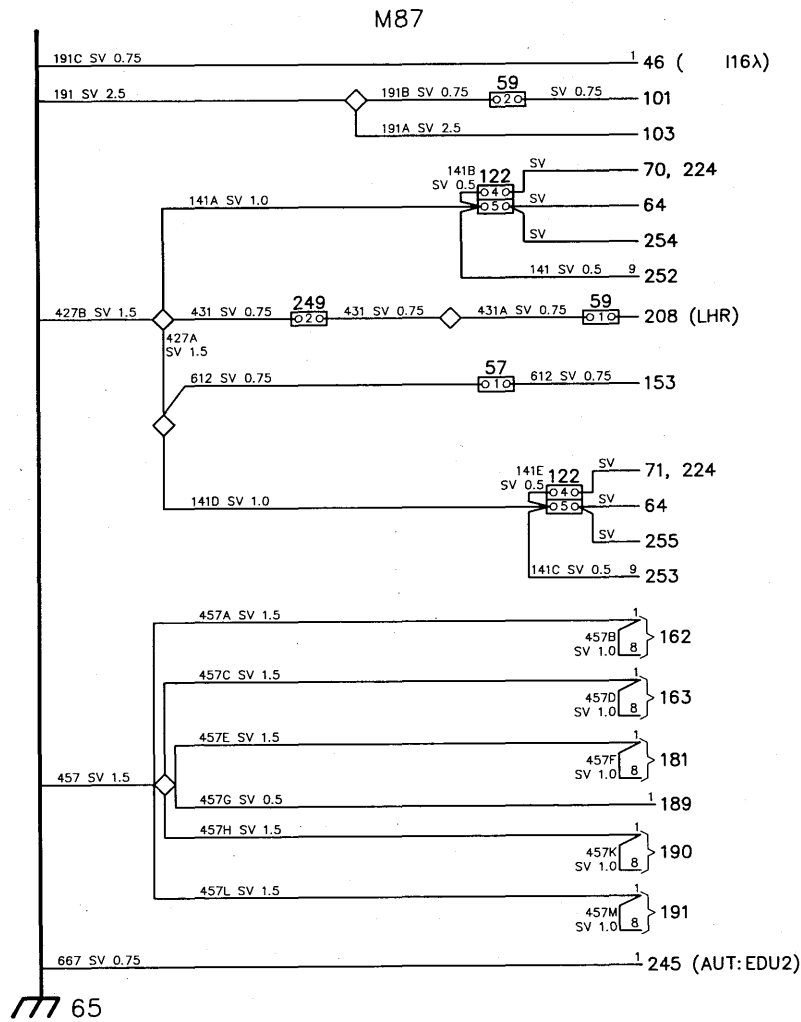 M87
191C SV 0.75 1 46 ( I16λ)
191 SV 2.5 191B SV 0.75 59 2 SV 0.75 101
191A SV 2.5 103
141B SV 0.5 122 4 SV 70, 224
141A SV 1.0 5 SV 64
SV 254
141 SV 0.5 9 252
427B SV 1.5 431 SV 0.75 249 2 431 SV 0.75 431A SV 0.75 59 1 208 (LHR)
427A
SV 1.5
612 SV 0.75 57 1 612 SV 0.75 153
141E SV 0.5 122 4 SV 71, 224
141D SV 1.0 5 SV 64
SV 255
141C SV 0.5 9 253
457A SV 1.5 1
457B
SV 1.0 8 162
457C SV 1.5 1
457D
SV 1.0 8 163
457E SV 1.5 1
457F
SV 1.0 8 181
457 SV 1.5
457G SV 0.5 1 189
457H SV 1.5 1
457K
SV 1.0 8 190
457L SV 1.5 1
457M
SV 1.0 8 191
667 SV 0.75 1 245 (AUT:EDU2)
65